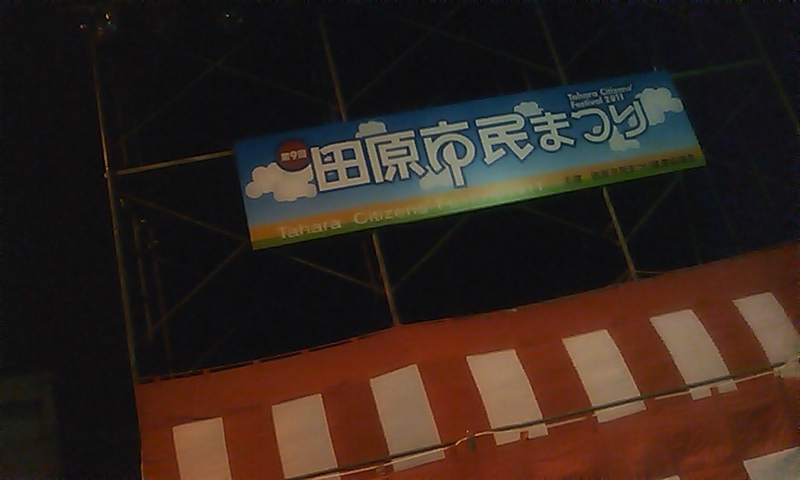 第9回
田原市民まつり
Tahara Citizens'
Festival 2011
Tahara Citizens' Festival 2011